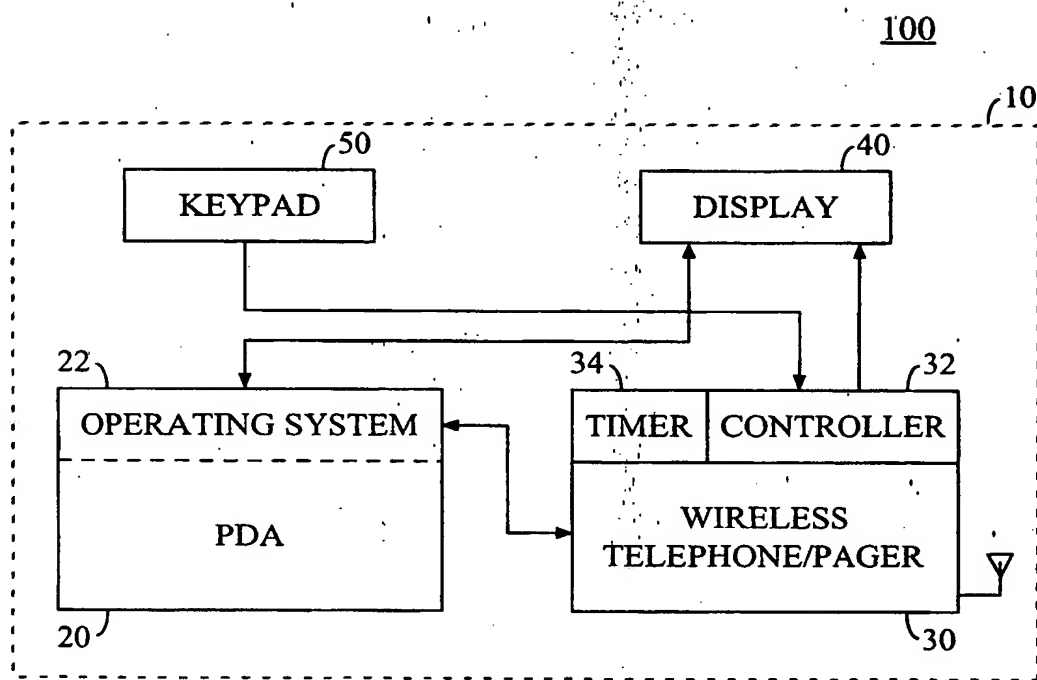 100
10
50
40
KEYPAD
DISPLAY
22
34
32
OPERATING SYSTEM
TIMER
CONTROLLER
PDA
WIRELESS
TELEPHONE/PAGER
20
30